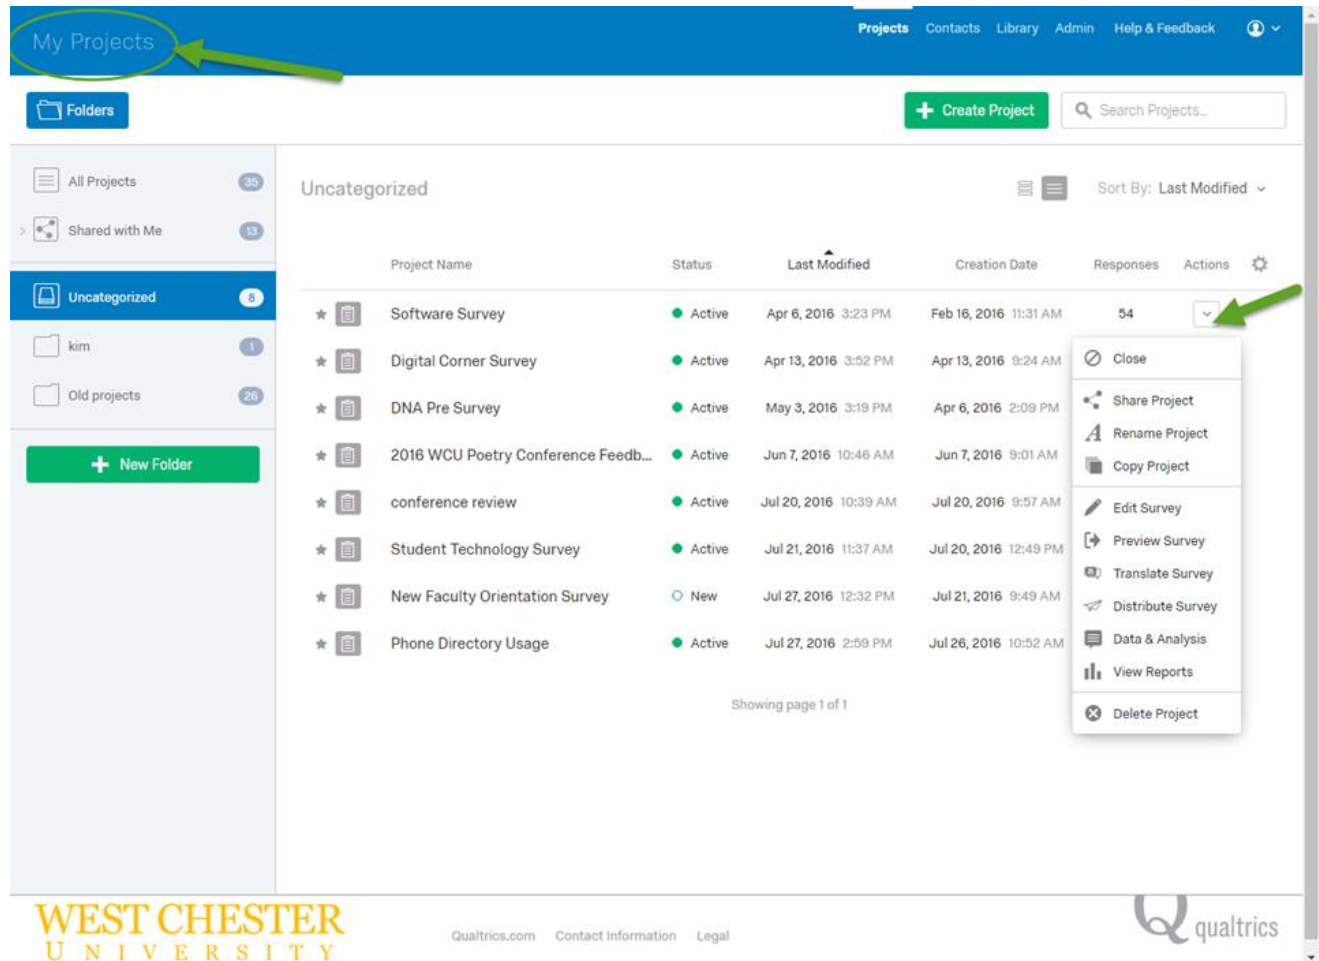 My Projects
Projects Contacts Library Admin Help & Feedback
Folders
Create Project
Search Projects...
All Projects 35
Shared with Me 13
Uncategorized 8
kim 1
Old projects 26
New Folder
Uncategorized
Sort By: Last Modified
Project Name Status Last Modified Creation Date Responses Actions
Software Survey Active Apr 6, 2016 3:23 PM Feb 16, 2016 11:31 AM 54
Digital Corner Survey Active Apr 13, 2016 3:52 PM Apr 13, 2016 9:24 AM
DNA Pre Survey Active May 3, 2016 3:19 PM Apr 6, 2016 2:09 PM
2016 WCU Poetry Conference Feedb... Active Jun 7, 2016 10:46 AM Jun 7, 2016 9:01 AM
conference review Active Jul 20, 2016 10:39 AM Jul 20, 2016 9:57 AM
Student Technology Survey Active Jul 21, 2016 11:37 AM Jul 20, 2016 12:49 PM
New Faculty Orientation Survey New Jul 27, 2016 12:32 PM Jul 21, 2016 9:49 AM
Phone Directory Usage Active Jul 27, 2016 2:59 PM Jul 26, 2016 10:52 AM
Close
Share Project
Rename Project
Copy Project
Edit Survey
Preview Survey
Translate Survey
Distribute Survey
Data & Analysis
View Reports
Delete Project
Showing page 1 of 1
WEST CHESTER
UNIVERSITY
Qualtrics.com Contact Information Legal
qualtrics